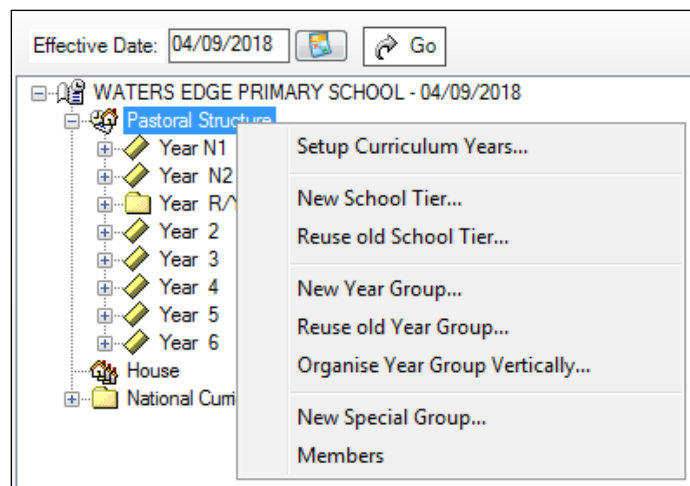 Effective Date: 04/09/2018 Go
WATERS EDGE PRIMARY SCHOOL - 04/09/2018
Pastoral Structure
Year N1
Year N2
Year R/Y
Year 2
Year 3
Year 4
Year 5
Year 6
House
National Curri
Setup Curriculum Years...
New School Tier...
Reuse old School Tier...
New Year Group...
Reuse old Year Group...
Organise Year Group Vertically...
New Special Group...
Members